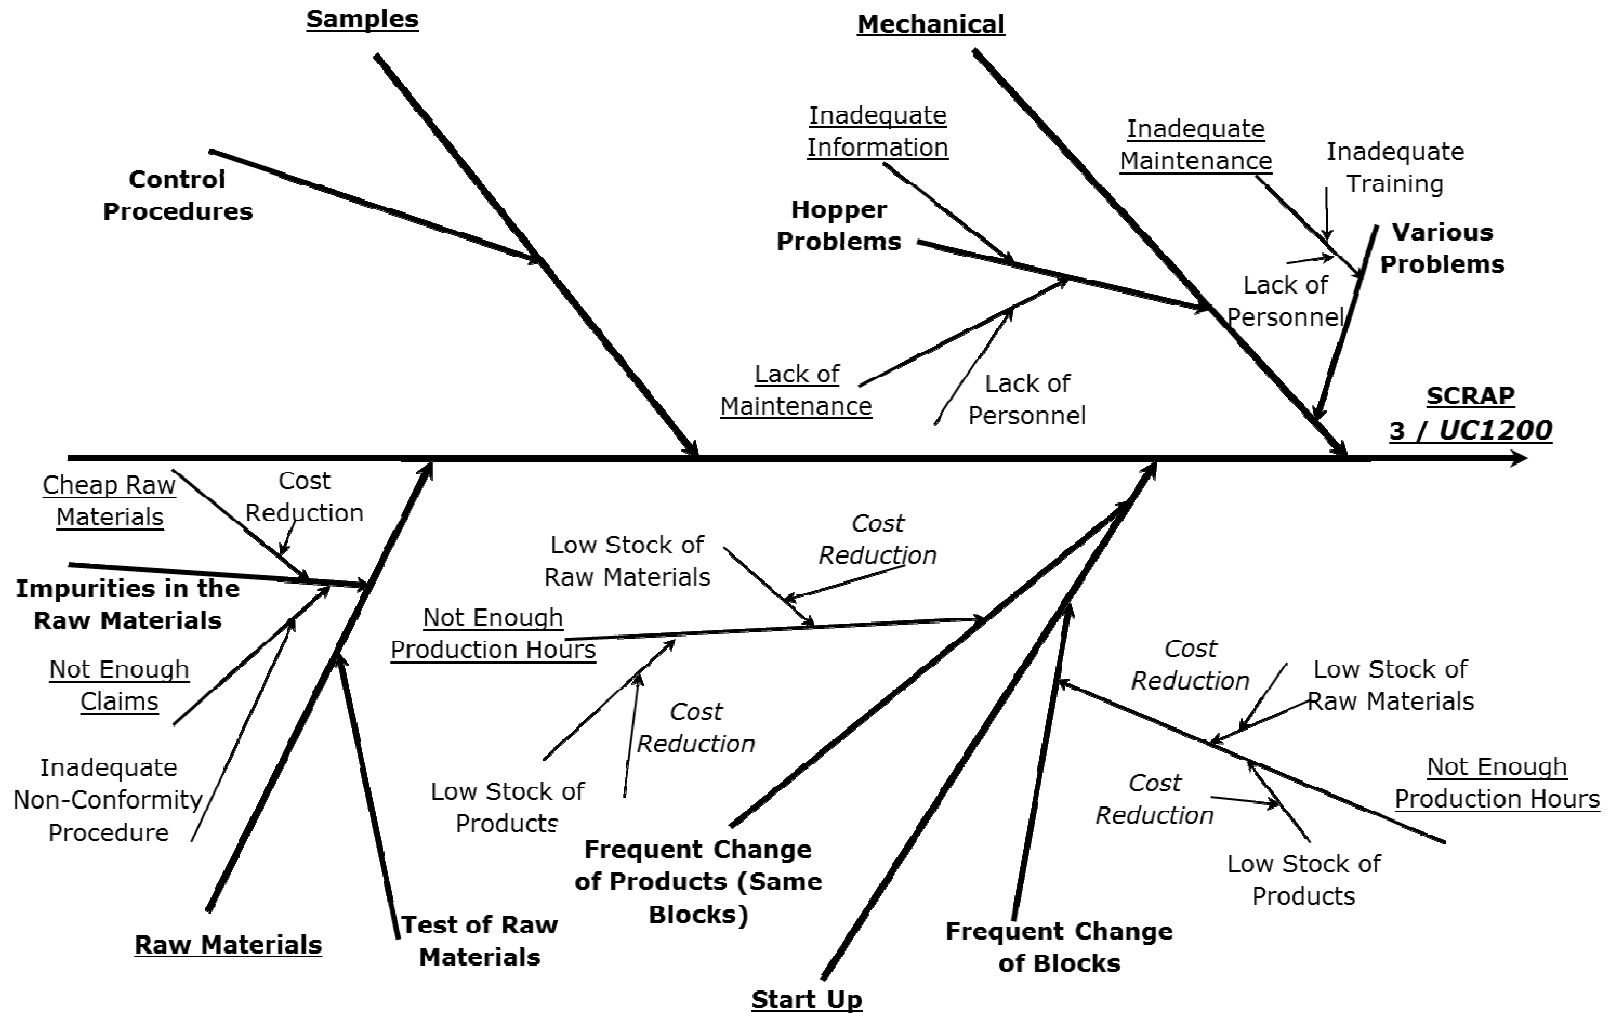 Samples
Mechanical
Inadequate
Information
Inadequate
Maintenance
Inadequate
Training
Control
Procedures
Hopper
Problems
Various
Problems
Lack of
Personnel
Lack of
Maintenance
Lack of
Personnel
SCRAP
3 / UC1200
Cheap Raw
Materials
Cost
Reduction
Impurities in the
Raw Materials
Not Enough
Claims
Inadequate
Non-Conformity
Procedure
Raw Materials
Test of Raw
Materials
Low Stock of
Raw Materials
Cost
Reduction
Not Enough
Production Hours
Cost
Reduction
Low Stock of
Products
Frequent Change
of Products (Same
Blocks)
Start Up
Frequent Change
of Blocks
Cost
Reduction
Low Stock of
Raw Materials
Cost
Reduction
Not Enough
Production Hours
Low Stock of
Products